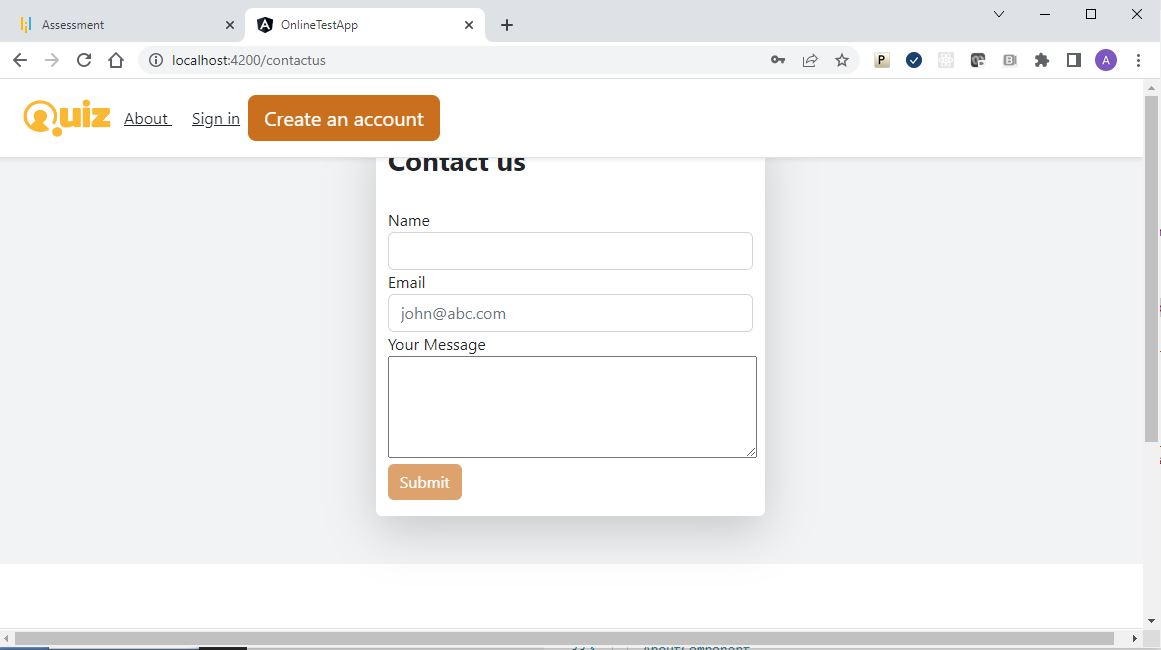 Assessment
OnlineTestApp
localhost:4200/contactus
P
B
A
Quiz About Sign in Create an account
Contact us
Name
Email
john@abc.com
Your Message
Submit
AboutComponent